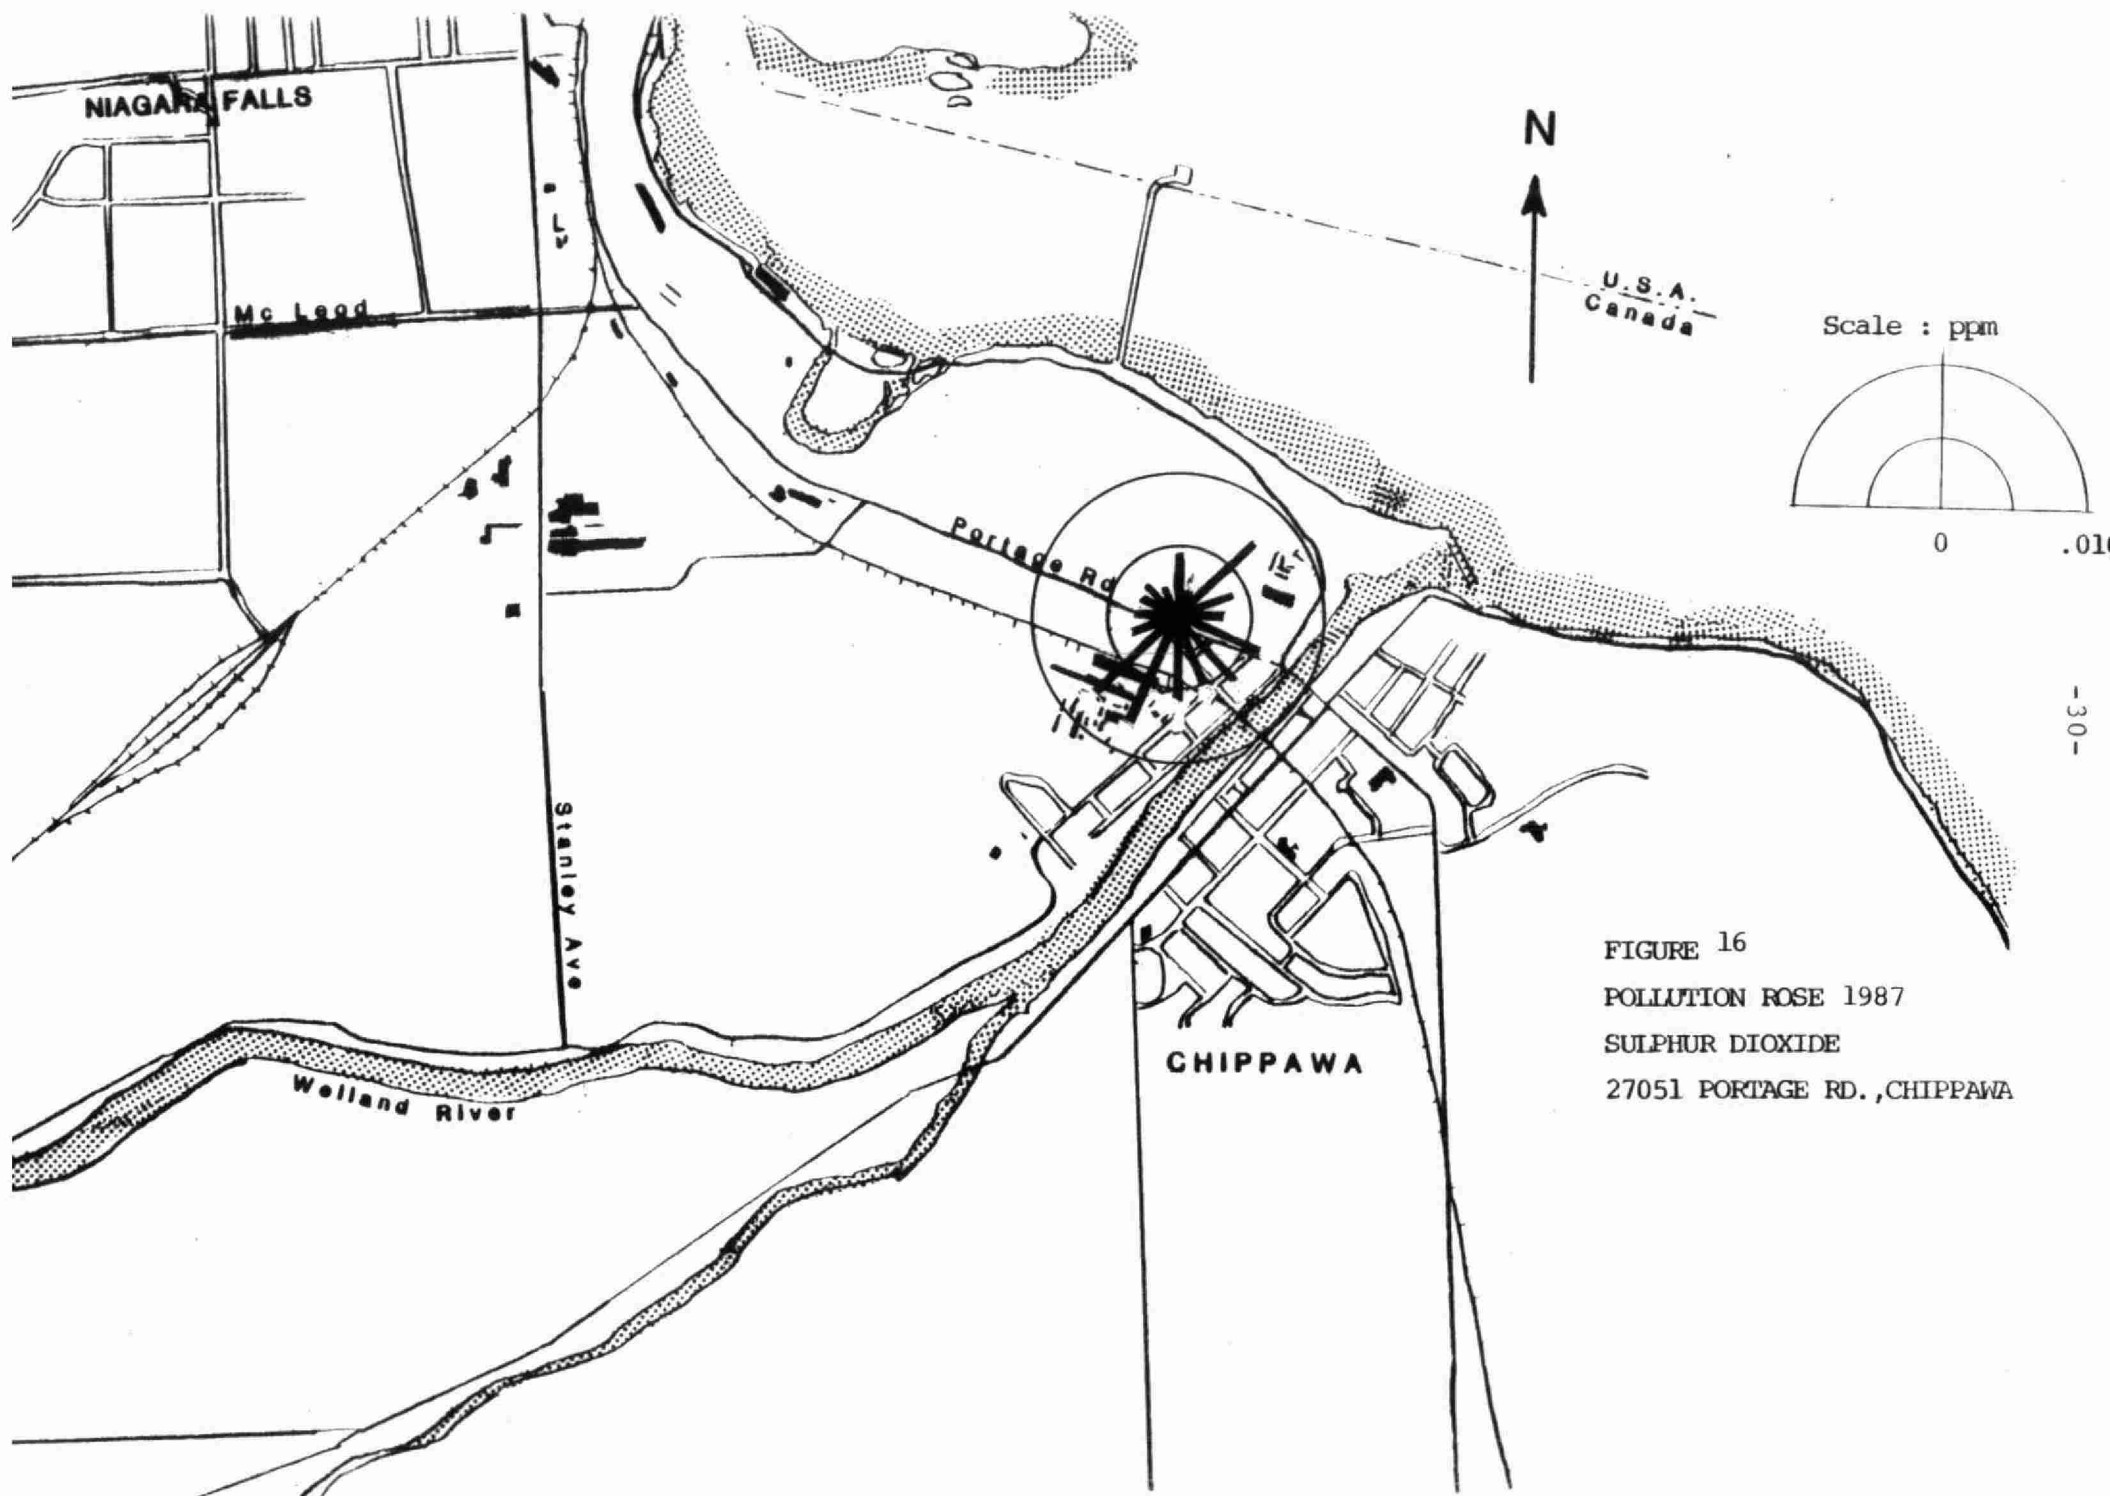 NIAGARA FALLS
N
Mc Leod
U.S.A.
Canada
Scale : ppm
0 .010
Portage Rd
-30-
Stanley Ave
FIGURE 16
POLLUTION ROSE 1987
SULPHUR DIOXIDE
27051 PORTAGE RD.,CHIPPAWA
CHIPPAWA
Welland River